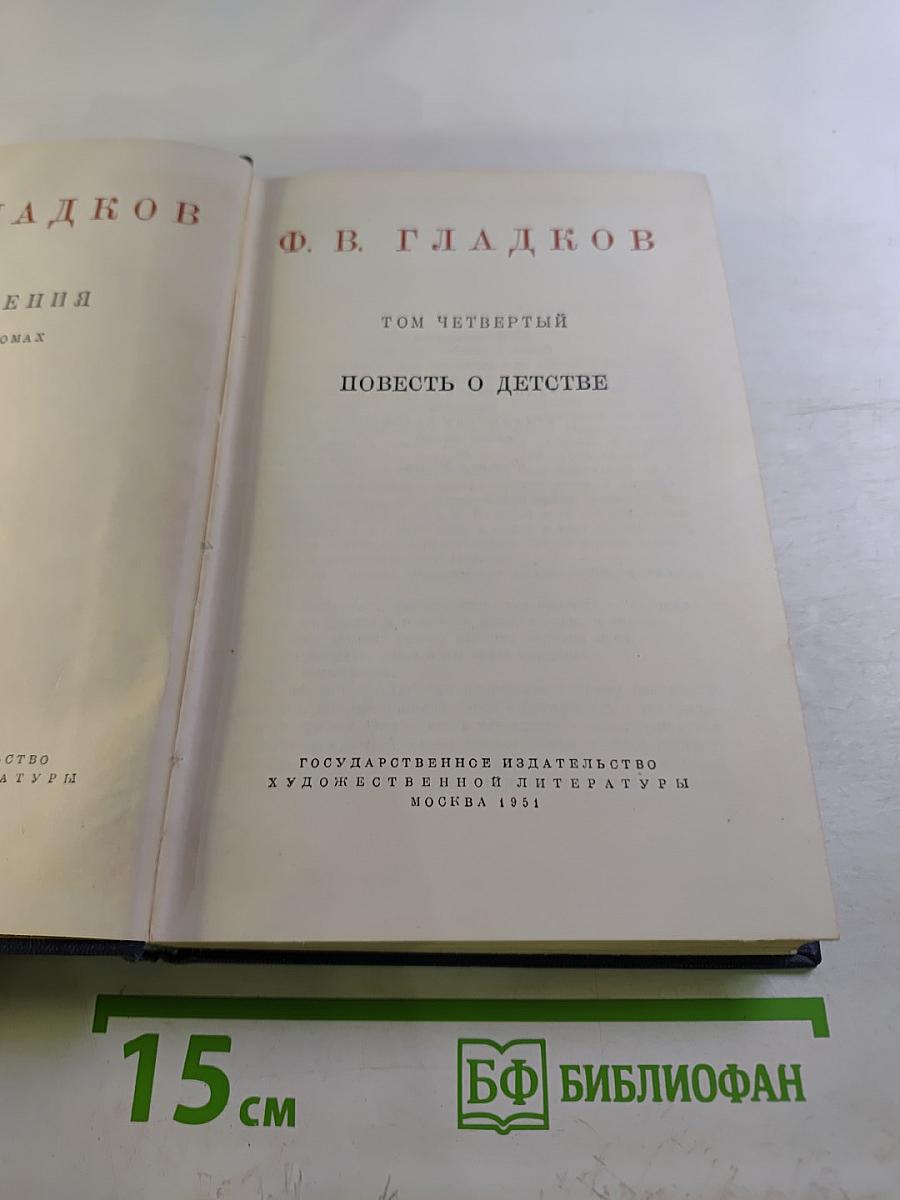 ЛАДКОВ
ЕНИЯ
ОМАХ
СТВО
АТУРЫ
Ф. В. ГЛАДКОВ
ТОМ ЧЕТВЕРТЫЙ
ПОВЕСТЬ О ДЕТСТВЕ
ГОСУДАРСТВЕННОЕ ИЗДАТЕЛЬСТВО
ХУДОЖЕСТВЕННОЙ ЛИТЕРАТУРЫ
МОСКВА 1951
15 см
БФ БИБЛИОФАН